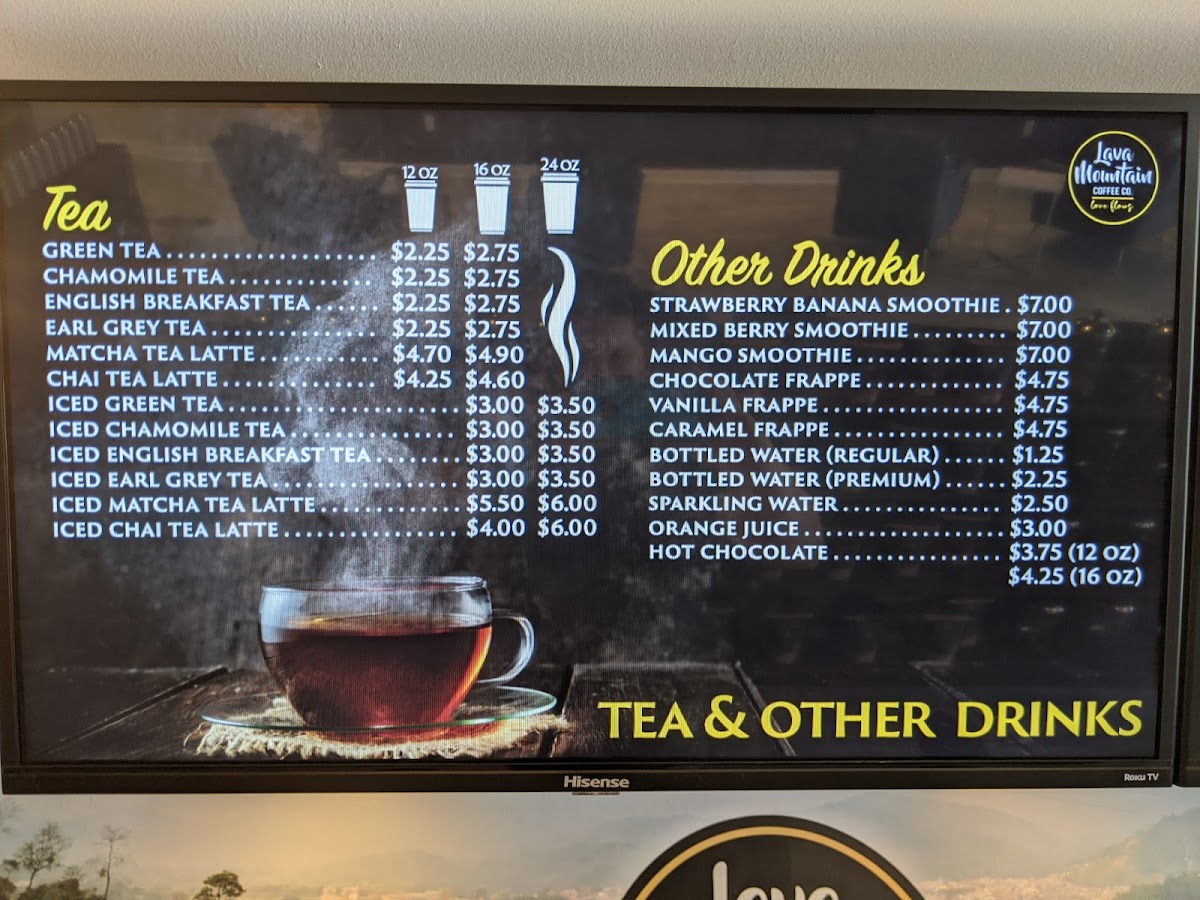 12 OZ 16 OZ 24 OZ
Tea
GREEN TEA.................... $2.25 $2.75
CHAMOMILE TEA............. $2.25 $2.75
ENGLISH BREAKFAST TEA...... $2.25 $2.75
EARL GREY TEA............... $2.25 $2.75
MATCHA TEA LATTE........... $4.70 $4.90
CHAI TEA LATTE.............. $4.25 $4.60
ICED GREEN TEA...................... $3.00 $3.50
ICED CHAMOMILE TEA............... $3.00 $3.50
ICED ENGLISH BREAKFAST TEA........ $3.00 $3.50
ICED EARL GREY TEA................. $3.00 $3.50
ICED MATCHA TEA LATTE............. $5.50 $6.00
ICED CHAI TEA LATTE................ $4.00 $6.00
Lava
Mountain
COFFEE CO.
love flows
Other Drinks
STRAWBERRY BANANA SMOOTHIE. $7.00
MIXED BERRY SMOOTHIE......... $7.00
MANGO SMOOTHIE.............. $7.00
CHOCOLATE FRAPPE............. $4.75
VANILLA FRAPPE................. $4.75
CARAMEL FRAPPE................ $4.75
BOTTLED WATER (REGULAR)...... $1.25
BOTTLED WATER (PREMIUM)...... $2.25
SPARKLING WATER............... $2.50
ORANGE JUICE................... $3.00
HOT CHOCOLATE................ $3.75 (12 OZ)
$4.25 (16 OZ)
TEA & OTHER DRINKS
Hisense
Roku TV
lava